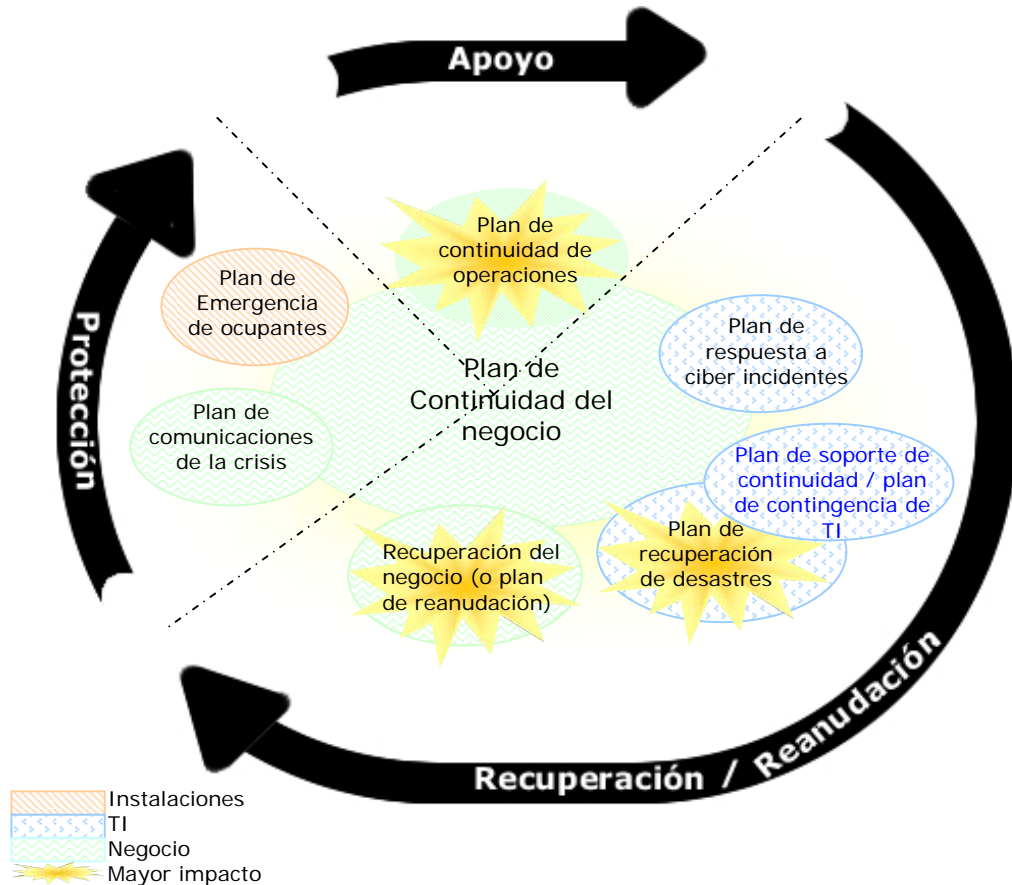 Apoyo
Plan de
continuidad de
operaciones
Plan de
Emergencia
de ocupantes
Plan de
respuesta a
ciber incidentes
Protección
Plan de
Continuidad del
negocio
Plan de
comunicaciones
de la crisis
Plan de soporte de
continuidad / plan
de contingencia de
TI
Plan de
recuperación
de desastres
Recuperación del
negocio (o plan
de reanudación)
Recuperación / Reanudación
Instalaciones
TI
Negocio
Mayor impacto